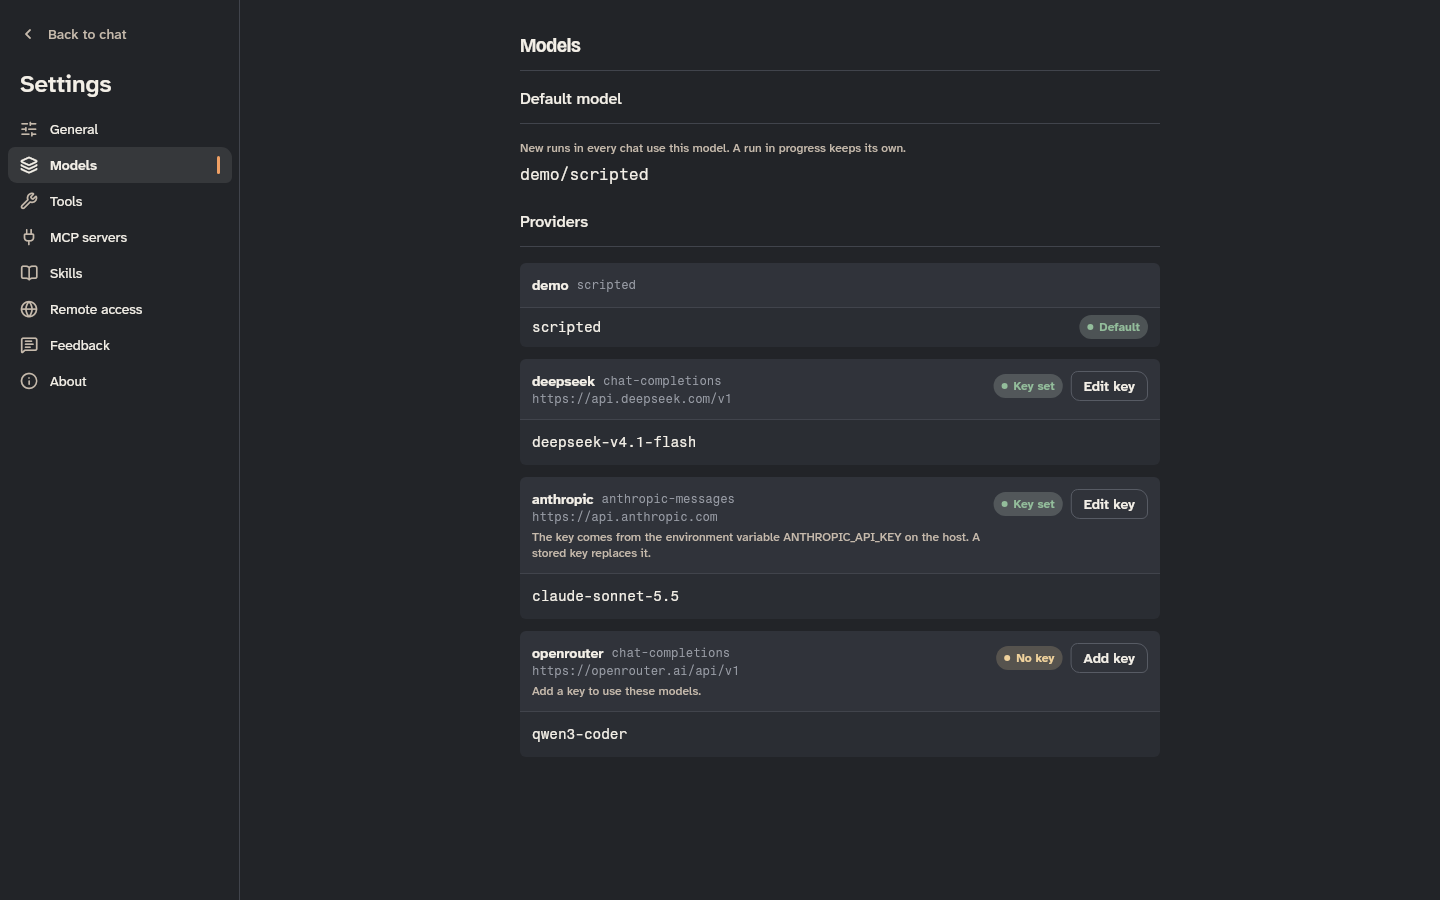 Back to chat
Settings
General
Models
Tools
MCP servers
Skills
Remote access
Feedback
About
Models
Default model
New runs in every chat use this model. A run in progress keeps its own.
demo/scripted
Providers
demo scripted
scripted Default
deepseek chat-completions Key set Edit key
https://api.deepseek.com/v1
deepseek-v4.1-flash
anthropic anthropic-messages Key set Edit key
https://api.anthropic.com
The key comes from the environment variable ANTHROPIC_API_KEY on the host. A
stored key replaces it.
claude-sonnet-5.5
openrouter chat-completions No key Add key
https://openrouter.ai/api/v1
Add a key to use these models.
qwen3-coder